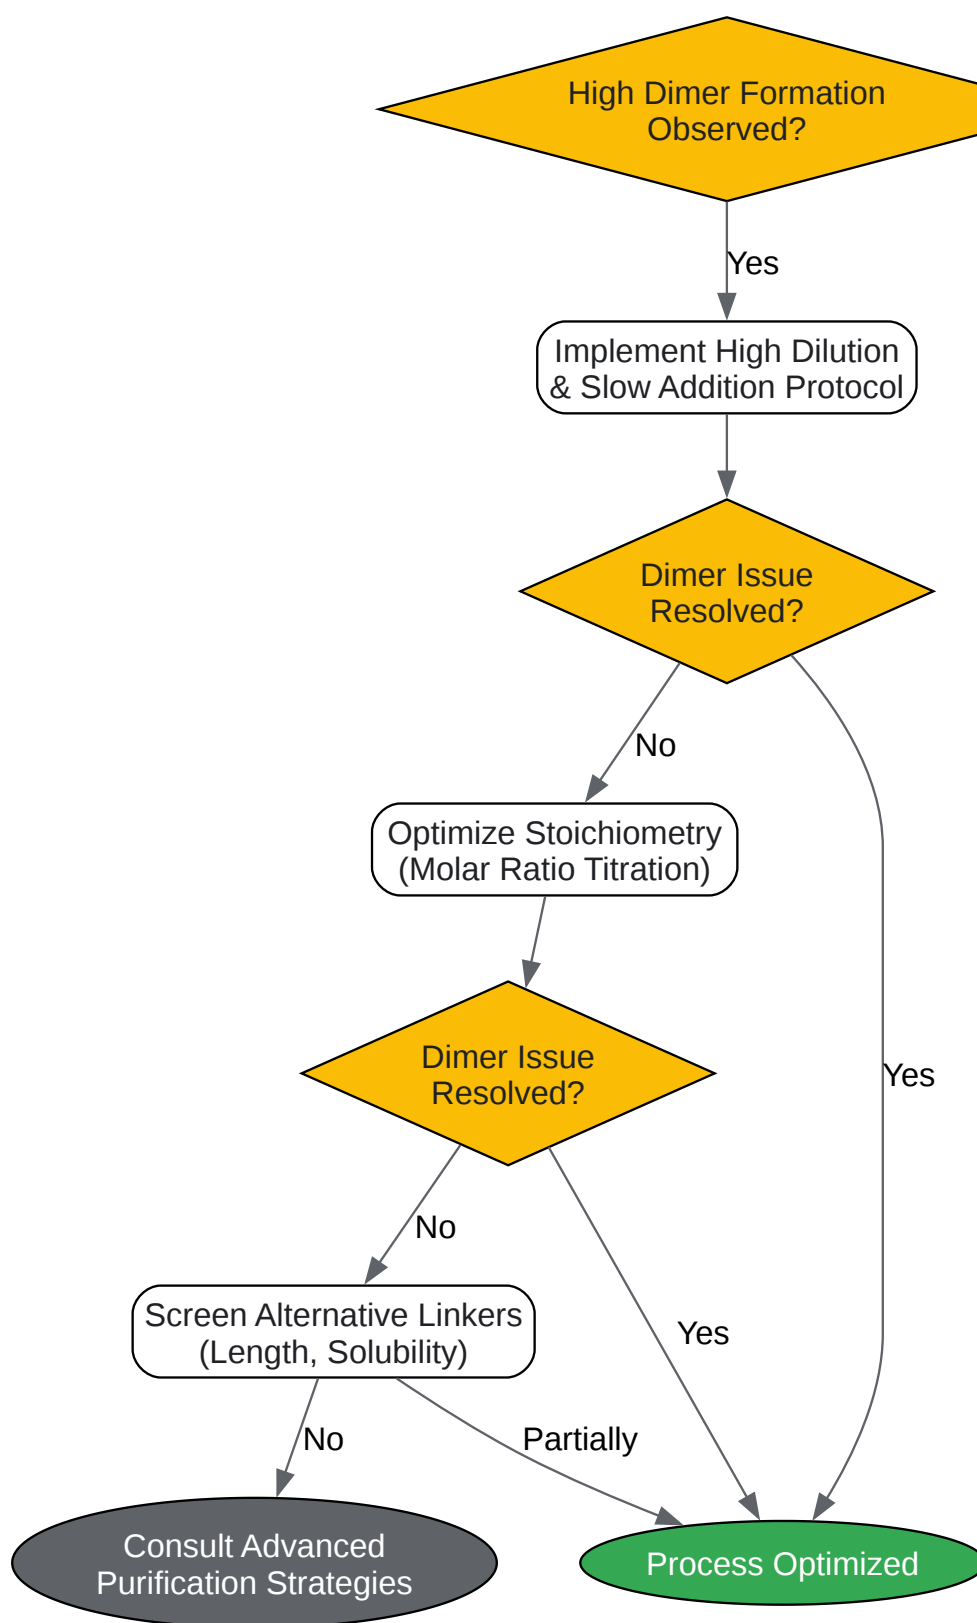 High Dimer Formation
Observed?
Yes
Implement High Dilution
& Slow Addition Protocol
Dimer Issue
Resolved?
No
Optimize Stoichiometry
(Molar Ratio Titration)
Dimer Issue
Resolved?
Yes
No
Screen Alternative Linkers
(Length, Solubility)
Yes
No
Partially
Consult Advanced
Purification Strategies
Process Optimized